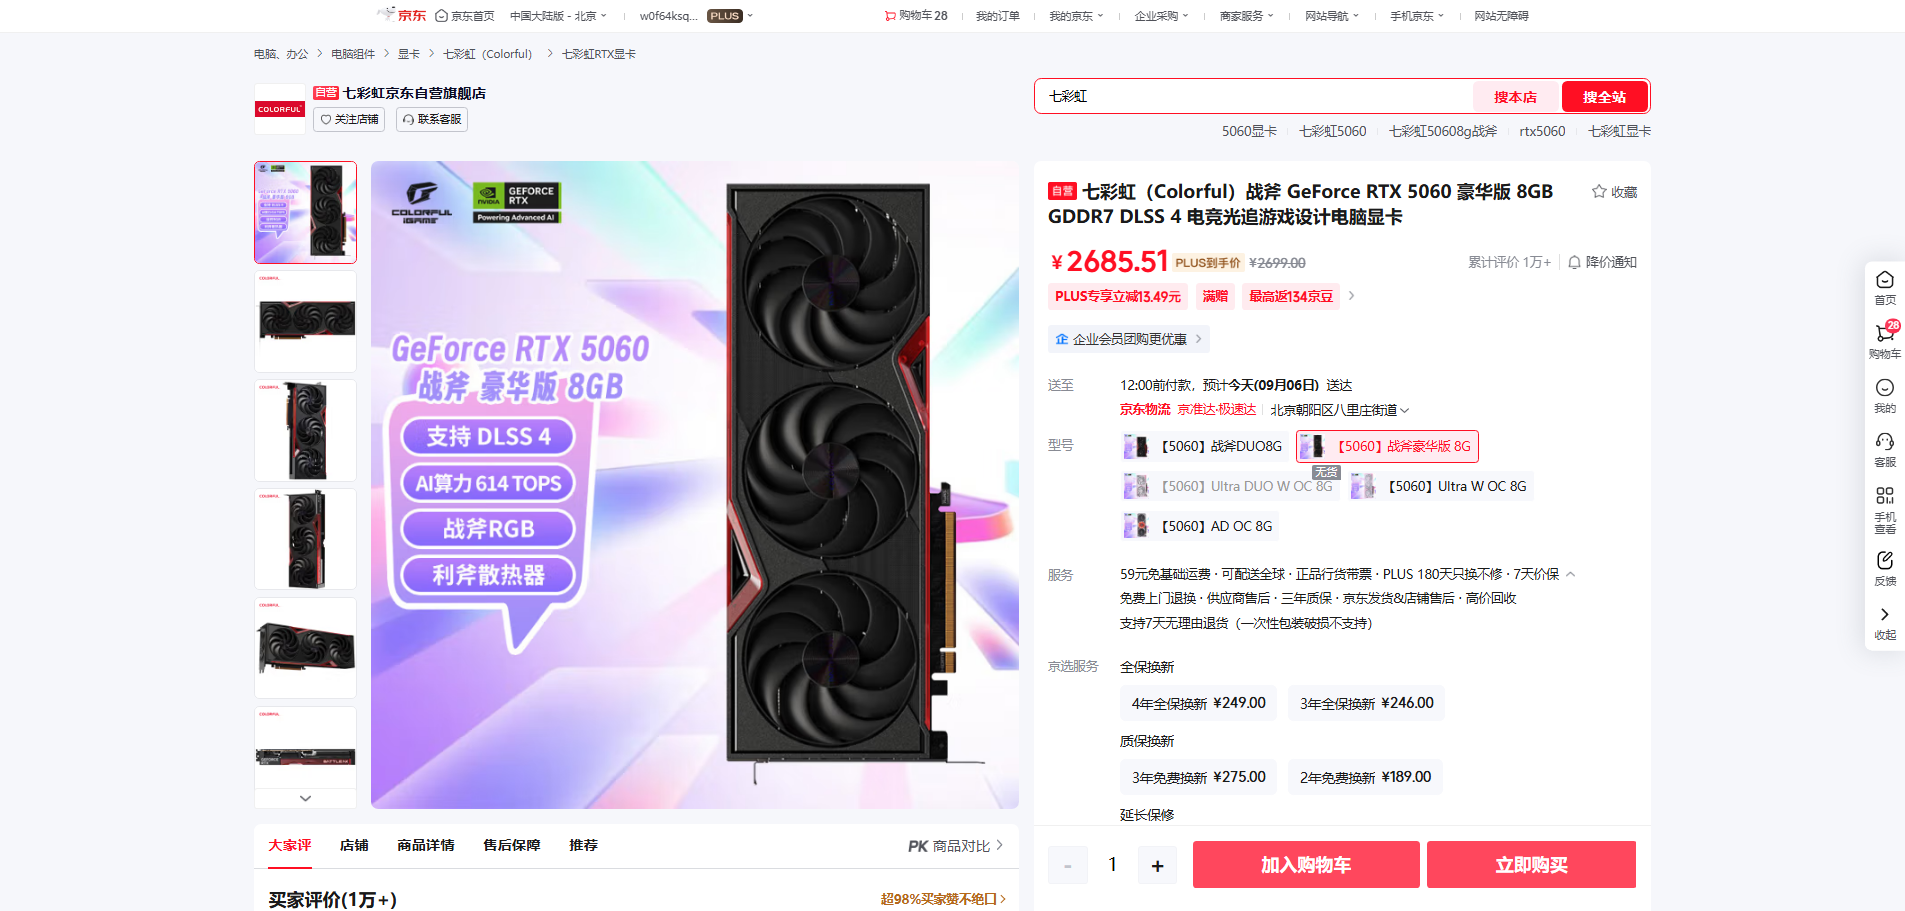 京东 京东首页 中国大陆版 - 北京 w0f64ksq... PLUS 购物车 28 我的订单 我的京东 企业采购 商家服务 网站导航 手机京东 网站无障碍
电脑、办公 > 电脑组件 > 显卡 > 七彩虹（Colorful） > 七彩虹RTX显卡
COLORFUL
自营 七彩虹京东自营旗舰店
关注店铺 联系客服
七彩虹 搜本店 搜全站
5060显卡 七彩虹5060 七彩虹50608g战斧 rtx5060 七彩虹显卡
COLORFUL
iGAME
NVIDIA GEFORCE RTX
Powering Advanced AI
GeForce RTX 5060
战斧 豪华版 8GB
支持 DLSS 4
AI算力 614 TOPS
战斧RGB
利斧散热器
自营 七彩虹（Colorful）战斧 GeForce RTX 5060 豪华版 8GB
GDDR7 DLSS 4 电竞光追游戏设计电脑显卡
收藏
¥2685.51 PLUS到手价 ¥2699.00 累计评价 1万+ 降价通知
PLUS专享立减13.49元 满赠 最高返134京豆 >
企业会员团购更优惠 >
送至 12:00前付款，预计今天(09月06日) 送达
京东物流 京准达·极速达 北京朝阳区八里庄街道
型号 【5060】战斧DUO8G 【5060】战斧豪华版 8G
无货
【5060】Ultra DUO W OC 8G 【5060】Ultra W OC 8G
【5060】AD OC 8G
服务 59元免基础运费 · 可配送全球 · 正品行货带票 · PLUS 180天只换不修 · 7天价保
免费上门退换 · 供应商售后 · 三年质保 · 京东发货&店铺售后 · 高价回收
支持7天无理由退货（一次性包装破损不支持）
京选服务 全保换新
4年全保换新 ¥249.00 3年全保换新 ¥246.00
质保换新
3年免费换新 ¥275.00 2年免费换新 ¥189.00
延长保修
- 1 + 加入购物车 立即购买
大家评 店铺 商品详情 售后保障 推荐 PK 商品对比 >
买家评价(1万+) 超98%买家赞不绝口 >
首页
28
购物车
我的
客服
手机
查看
反馈
收起